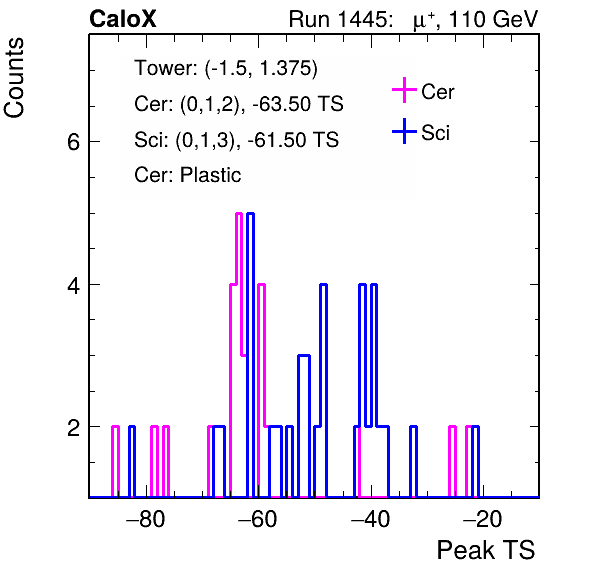 CaloX Run 1445: μ⁺, 110 GeV
Counts
Tower: (-1.5, 1.375)
Cer: (0,1,2), -63.50 TS
Sci: (0,1,3), -61.50 TS
Cer: Plastic
Cer
Sci
6
4
2
−80 −60 −40 −20
Peak TS